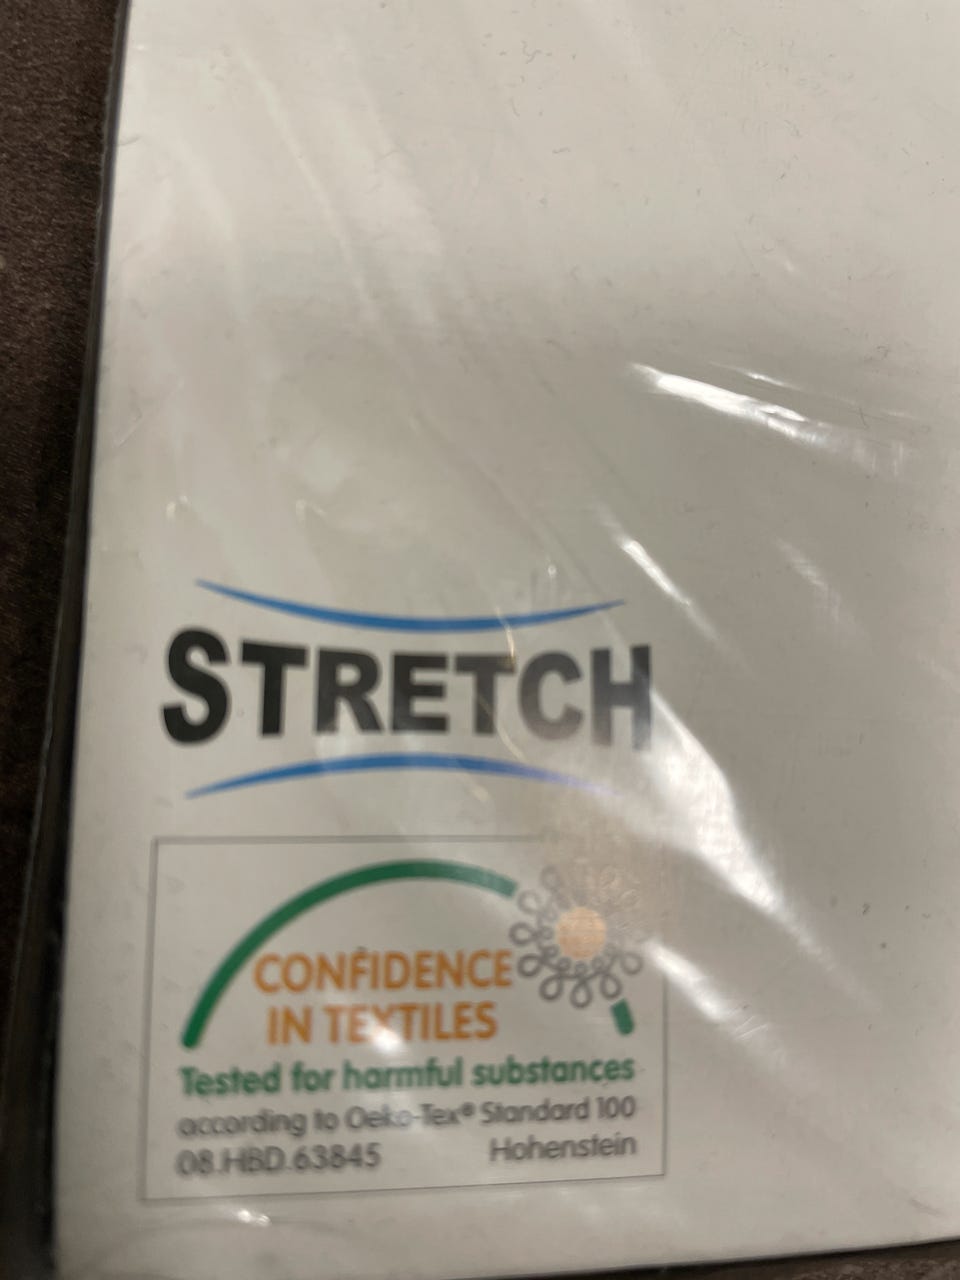 STRETCH
CONFIDENCE
IN TEXTILES
Tested for harmful substances
according to Oeko-Tex® Standard 100
08.HBD.63845 Hohenstein